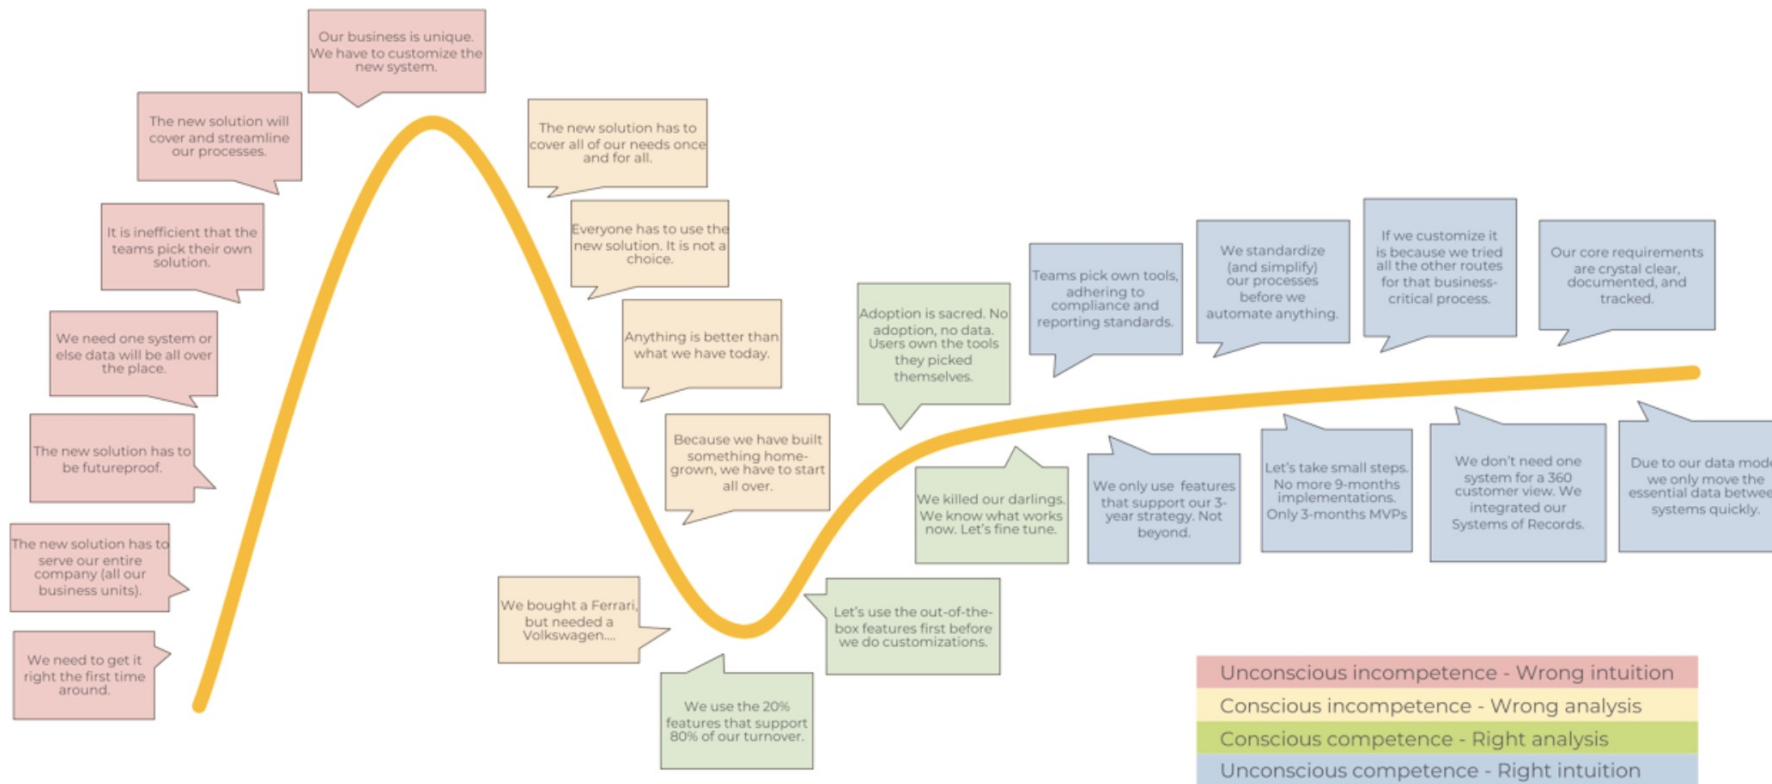 Our business is unique.
We have to customize the
new system.
The new solution will
cover and streamline
our processes.
It is inefficient that the
teams pick their own
solution.
We need one system or
else data will be all over
the place.
The new solution has to
be futureproof.
The new solution has to
serve our entire
company (all our
business units).
We need to get it
right the first time
around.
The new solution has to
cover all of our needs once
and for all.
Everyone has to use the
new solution. It is not a
choice.
Anything is better than
what we have today.
Because we have built
something home-
grown, we have to start
all over.
We bought a Ferrari,
but needed a
Volkswagen....
We use the 20%
features that support
80% of our turnover.
Let's use the out-of-the-
box features first before
we do customizations.
Adoption is sacred. No
adoption, no data.
Users own the tools
they picked
themselves.
We killed our darlings.
We know what works
now. Let's fine tune.
Teams pick own tools,
adhering to
compliance and
reporting standards.
We only use features
that support our 3-
year strategy. Not
beyond.
We standardize
(and simplify)
our processes
before we
automate anything.
Let's take small steps.
No more 9-months
implementations.
Only 3-months MVPs
If we customize it
is because we tried
all the other routes
for that business-
critical process.
We don't need one
system for a 360
customer view. We
integrated our
Systems of Records.
Our core requirements
are crystal clear,
documented, and
tracked.
Due to our data mode
we only move the
essential data between
systems quickly.
Unconscious incompetence - Wrong intuition
Conscious incompetence - Wrong analysis
Conscious competence - Right analysis
Unconscious competence - Right intuition